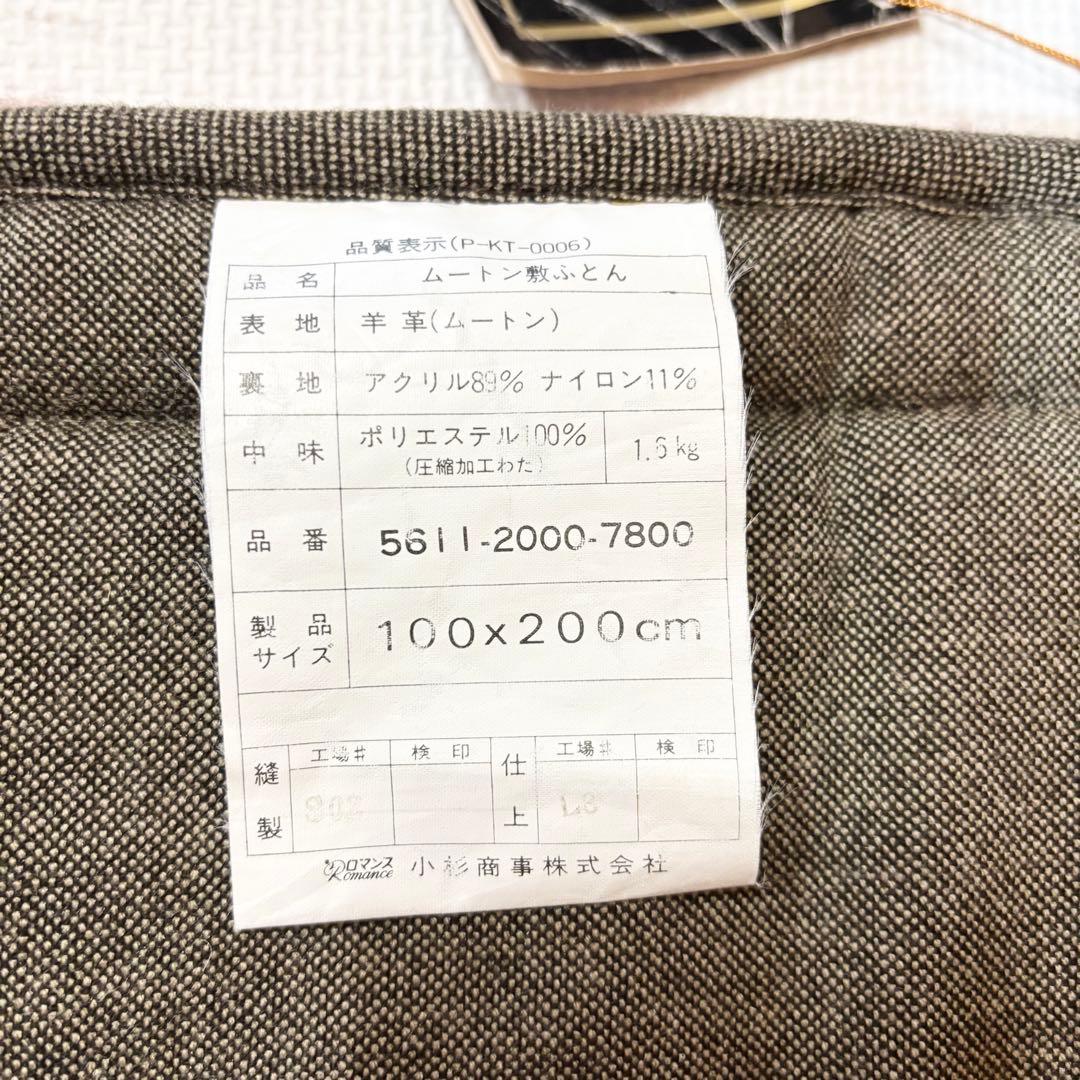 品質表示(P-KT-0006)
品名 ムートン敷ふとん
表地 羊革(ムートン)
裏地 アクリル89% ナイロン11%
中味 ポリエステル100% 1.6kg
(圧縮加工わた)
品番 5611-2000-7800
製品サイズ 100x200cm
縫製 工場# 検印 仕上 工場# 検印
L8
ロマンス Romance 小杉商事株式会社